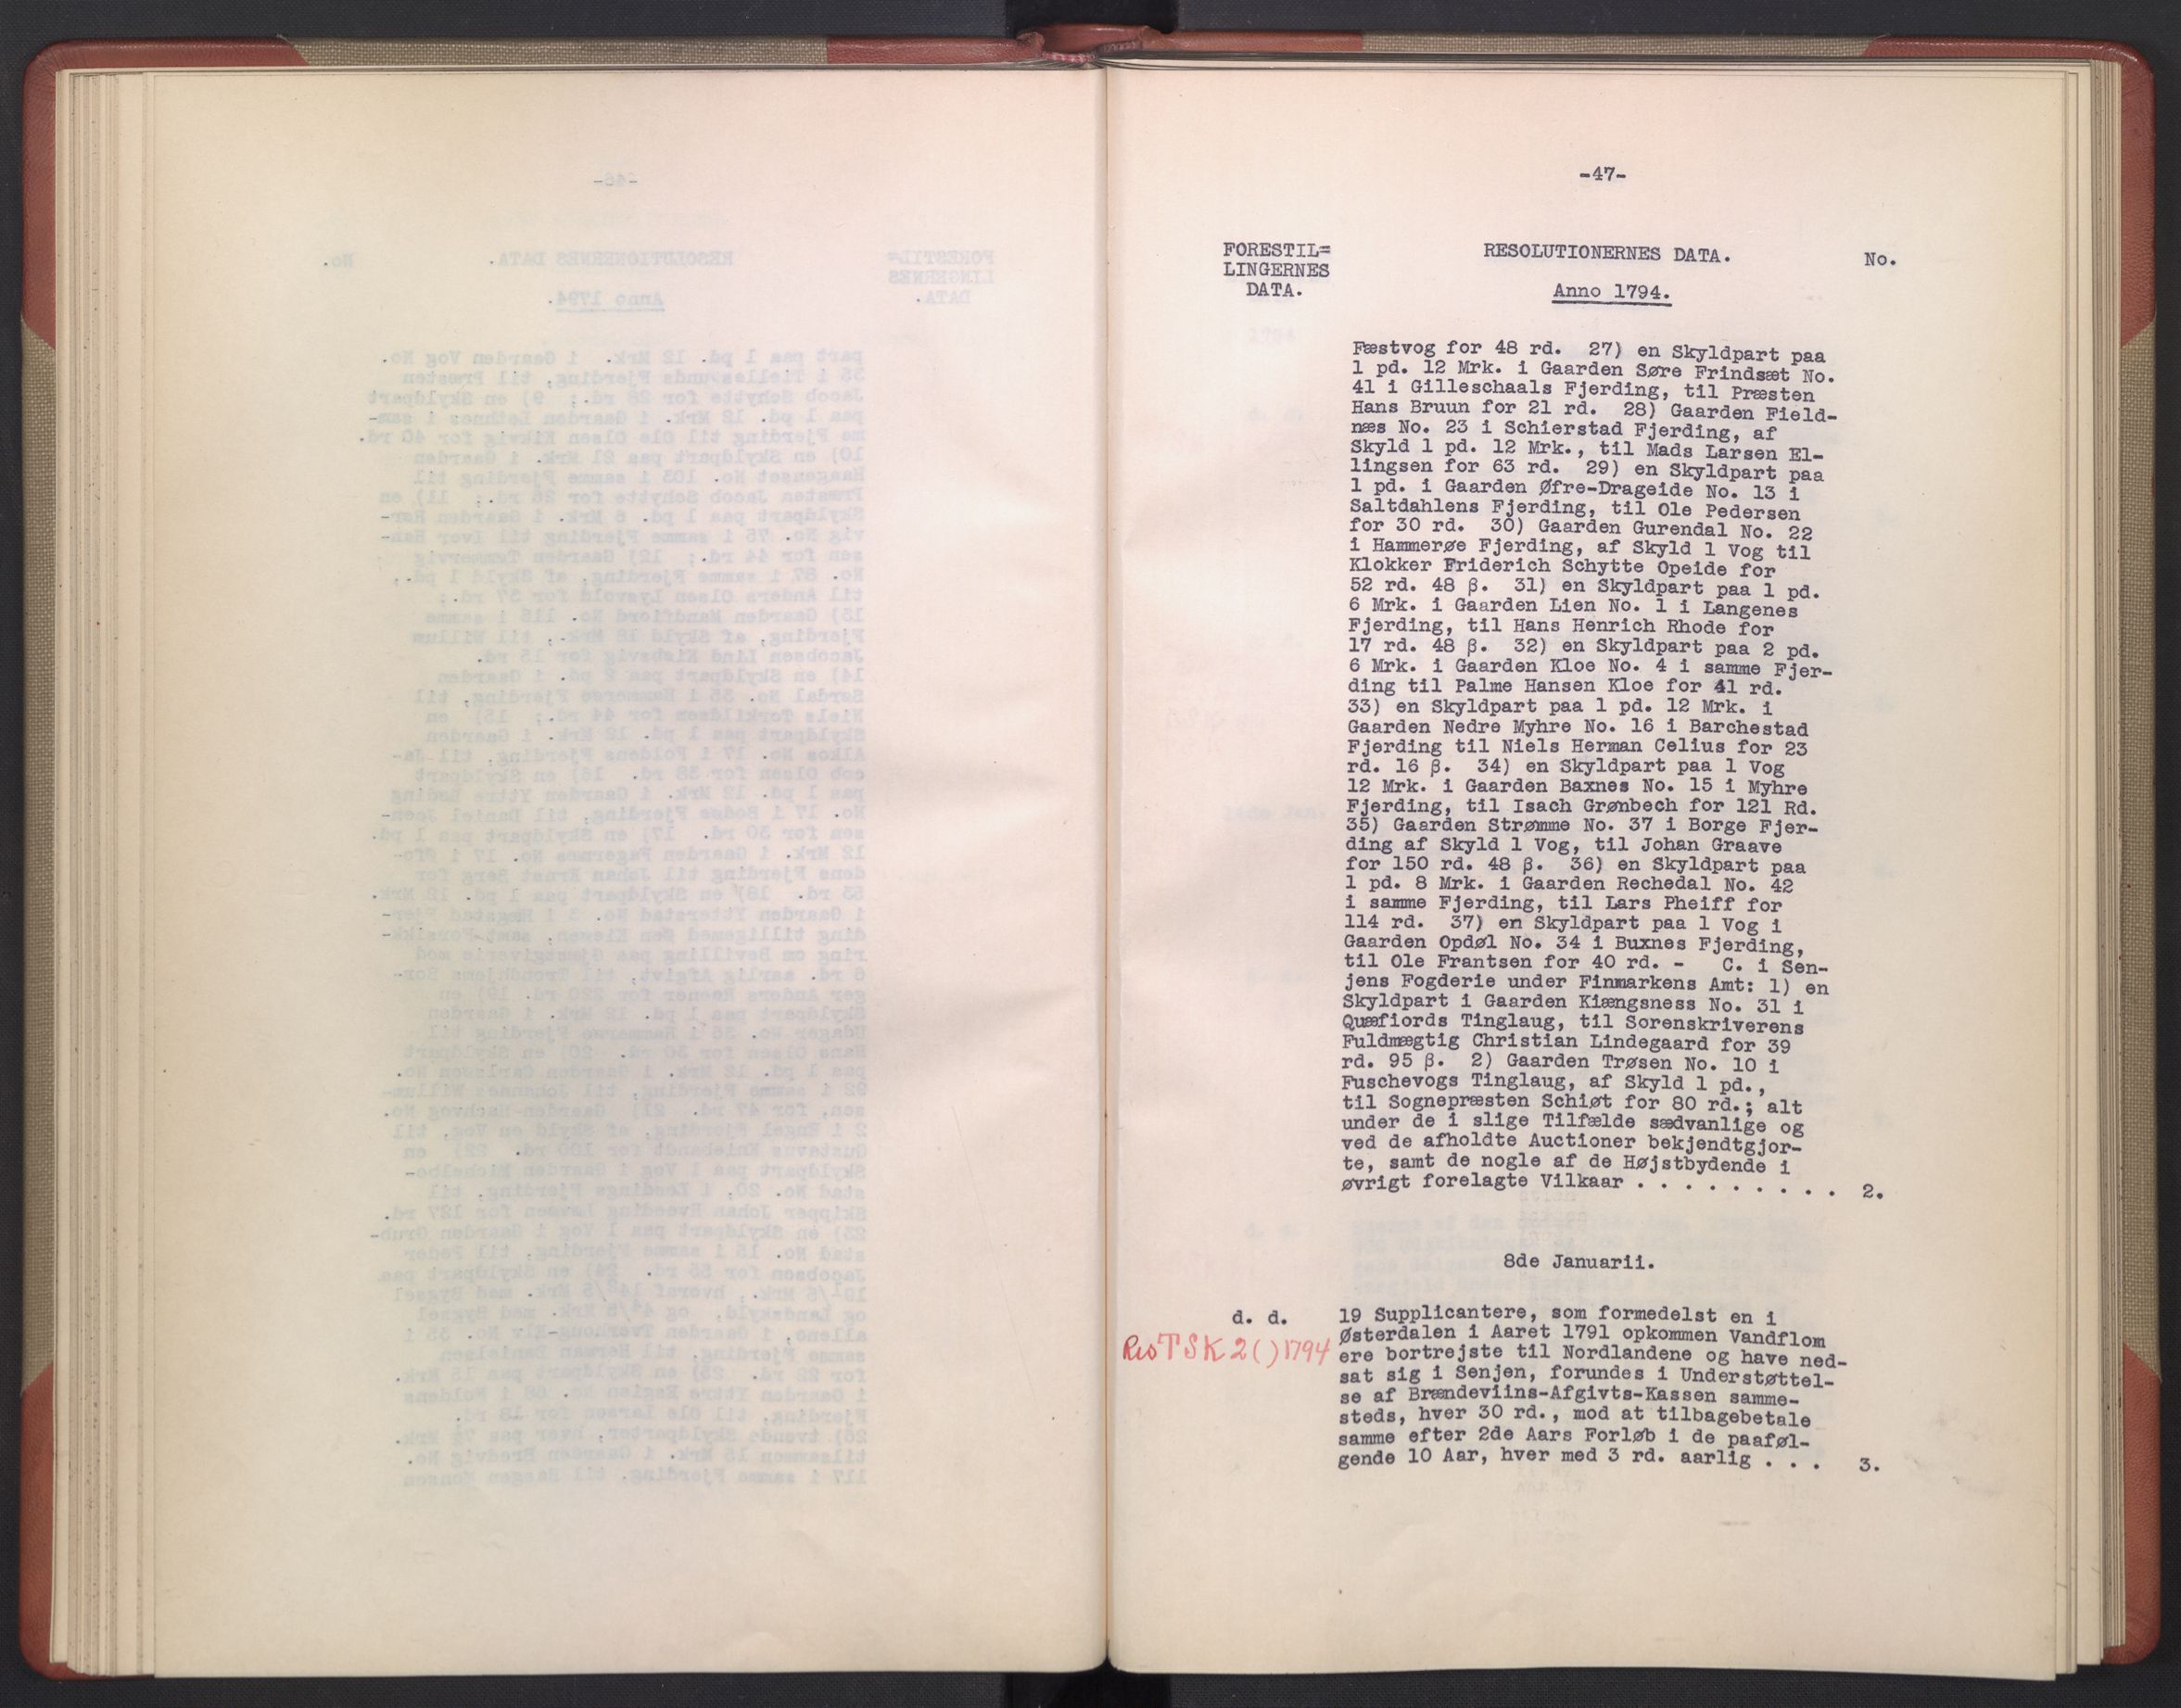 -47-
FORESTIL=
LINGERNES
DATA.
RESOLUTIONERNES DATA.
No.
Anno 1794.
Fæstvog for 48 rd. 27) en Skyldpart paa
1 pd. 12 Mrk. i Gaarden Søre Frindsæt No.
41 i Gilleschaals Fjerding, til Præsten
Hans Bruun for 21 rd. 28) Gaarden Field-
næs No. 23 i Schierstad Fjerding, af
Skyld 1 pd. 12 Mrk., til Mads Larsen El-
lingsen for 63 rd. 29) en Skyldpart paa
1 pd. i Gaarden Øfre-Drageide No. 13 i
Saltdahlens Fjerding, til Ole Pedersen
for 30 rd. 30) Gaarden Gurendal No. 22
i Hammerøe Fjerding, af Skyld 1 Vog til
Klokker Friderich Schytte Opeide for
52 rd. 48 β. 31) en Skyldpart paa 1 pd.
6 Mrk. i Gaarden Lien No. 1 i Langenes
Fjerding, til Hans Henrich Rhode for
17 rd. 48 β. 32) en Skyldpart paa 2 pd.
6 Mrk. i Gaarden Kloe No. 4 i samme Fjer-
ding til Palme Hansen Kloe for 41 rd.
33) en Skyldpart paa 1 pd. 12 Mrk. i
Gaarden Nedre Myhre No. 16 i Barchestad
Fjerding til Niels Herman Celius for 23
rd. 16 β. 34) en Skyldpart paa 1 Vog
12 Mrk. i Gaarden Baxnes No. 15 i Myhre
Fjerding, til Isach Grønbech for 121 Rd.
35) Gaarden Strømme No. 37 i Borge Fjer-
ding af Skyld 1 Vog, til Johan Graave
for 150 rd. 48 β. 36) en Skyldpart paa
1 pd. 8 Mrk. i Gaarden Rechedal No. 42
i samme Fjerding, til Lars Pheiff for
114 rd. 37) en Skyldpart paa 1 Vog i
Gaarden Opdøl No. 34 i Buxnes Fjerding,
til Ole Frantsen for 40 rd. - C. i Sen-
jens Fogderie under Finmarkens Amt: 1) en
Skyldpart i Gaarden Kiængsness No. 31 i
Quæfiords Tinglaug, til Sorenskriverens
Fuldmægtig Christian Lindegaard for 39
rd. 95 β. 2) Gaarden Trøsen No. 10 i
Fuschevogs Tinglaug, af Skyld 1 pd.,
til Sognepræsten Schiøt for 80 rd.; alt
under de i slige Tilfælde sædvanlige og
ved de afholdte Auctioner bekjendtgjor-
te, samt de nogle af de Højstbydende i
øvrigt forelagte Vilkaar . . . . . . . . . 2.
8de Januarii.
d. d. 19 Supplicantere, som formedelst en i
Østerdalen i Aaret 1791 opkommen Vandflom
TSK 2 ( ) 1794 ere bortrejste til Nordlandene og have ned-
sat sig i Senjen, forundes i Understøttel-
se af Brændeviins-Afgivts-Kassen samme-
steds, hver 30 rd., mod at tilbagebetale
samme efter 2de Aars Forløb i de paaføl-
gende 10 Aar, hver med 3 rd. aarlig . . . 3.